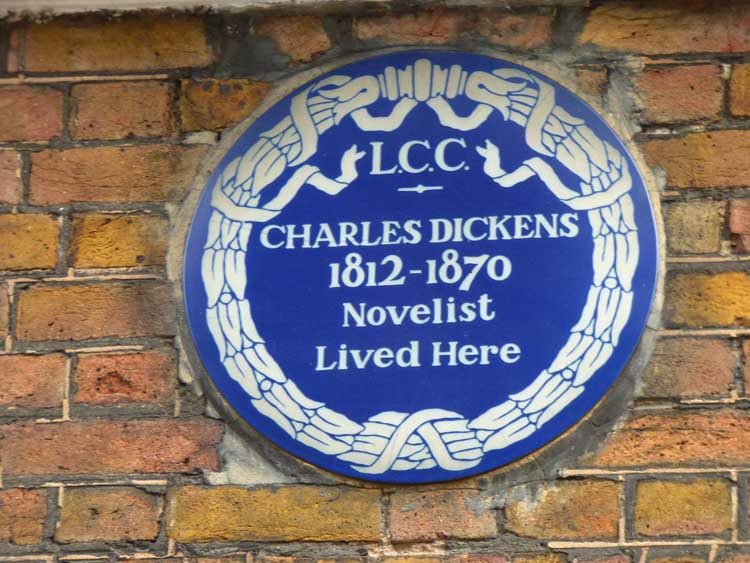 L.C.C.
CHARLES DICKENS
1812-1870
Novelist
Lived Here